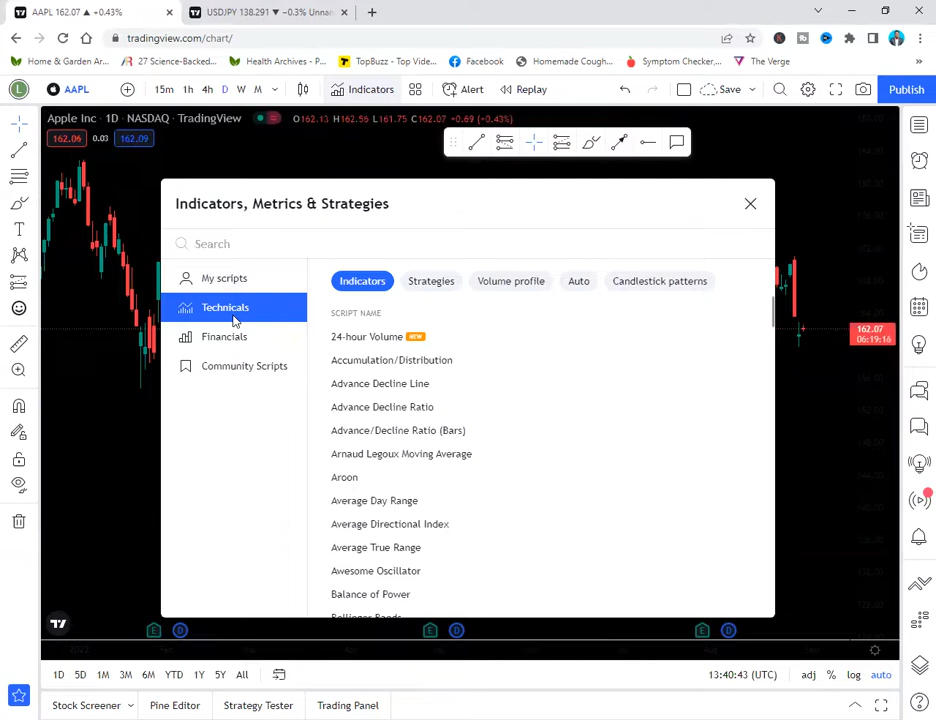 AAPL 162.07 ▲ +0.43%
USDJPY 138.291 ▼ −0.3% Unna
tradingview.com/chart/
Home & Garden Ar...
27 Science-Backed...
Health Archives - P...
TopBuzz - Top Vide...
Facebook
Homemade Cough...
Symptom Checker,...
The Verge
L
AAPL
15m 1h 4h D W M
Indicators
Alert
Replay
Save
Publish
Apple Inc • 1D • NASDAQ • TradingView
O162.13 H162.56 L161.75 C162.07 +0.69 (+0.43%)
162.06 0.03 162.09
Indicators, Metrics & Strategies
Search
My scripts
Technicals
Financials
Community Scripts
Indicators
Strategies
Volume profile
Auto
Candlestick patterns
SCRIPT NAME
24-hour Volume NEW
Accumulation/Distribution
Advance Decline Line
Advance Decline Ratio
Advance/Decline Ratio (Bars)
Arnaud Legoux Moving Average
Aroon
Average Day Range
Average Directional Index
Average True Range
Awesome Oscillator
Balance of Power
Bollinger Bands
162.07
06:19:16
E D E D E D
2022
1D 5D 1M 3M 6M YTD 1Y 5Y All
13:40:43 (UTC)
adj % log auto
Stock Screener
Pine Editor
Strategy Tester
Trading Panel